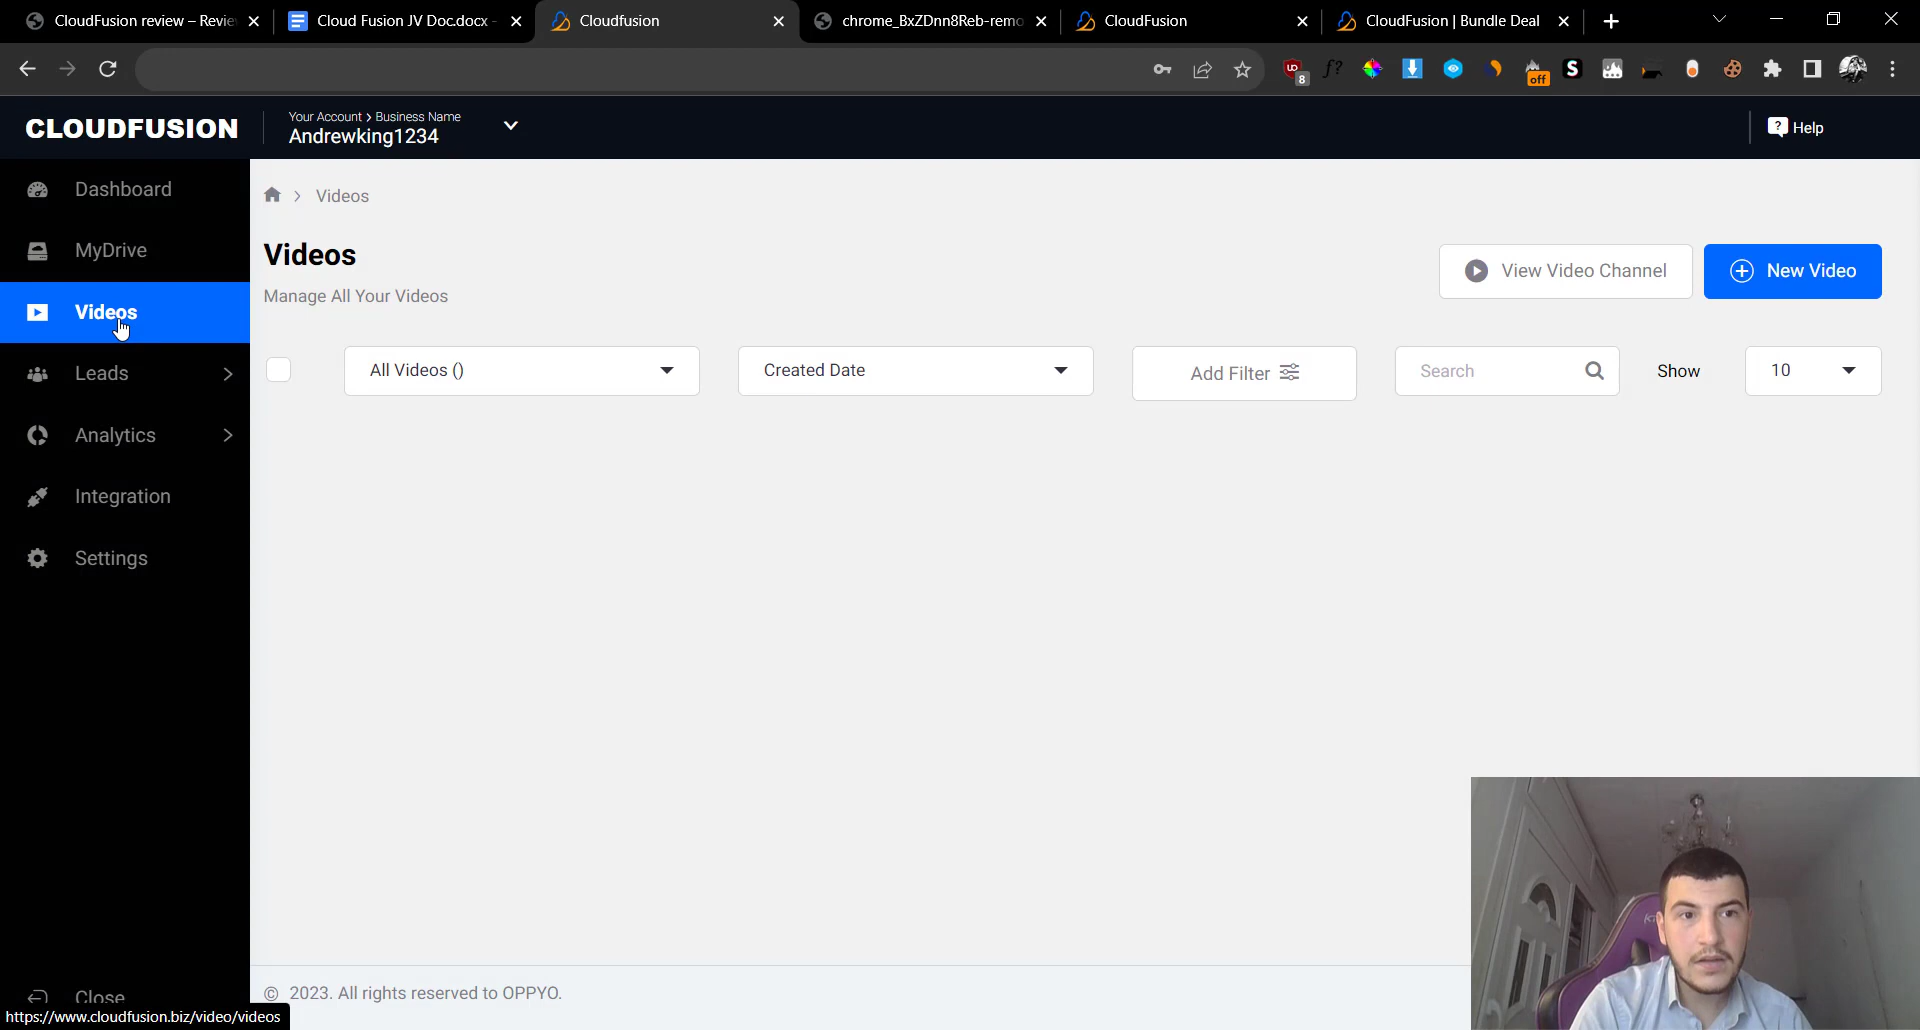 CloudFusion review – Revie
Cloud Fusion JV Doc.docx -
Cloudfusion
chrome_BxZDnn8Reb-remo
CloudFusion
CloudFusion | Bundle Deal
8
f?
off
S
CLOUDFUSION
Your Account > Business Name
Andrewking1234
? Help
Dashboard
MyDrive
Videos
Leads
Analytics
Integration
Settings
Close
> Videos
Videos
Manage All Your Videos
View Video Channel
New Video
All Videos ()
Created Date
Add Filter
Search
Show
10
© 2023. All rights reserved to OPPYO.
https://www.cloudfusion.biz/video/videos